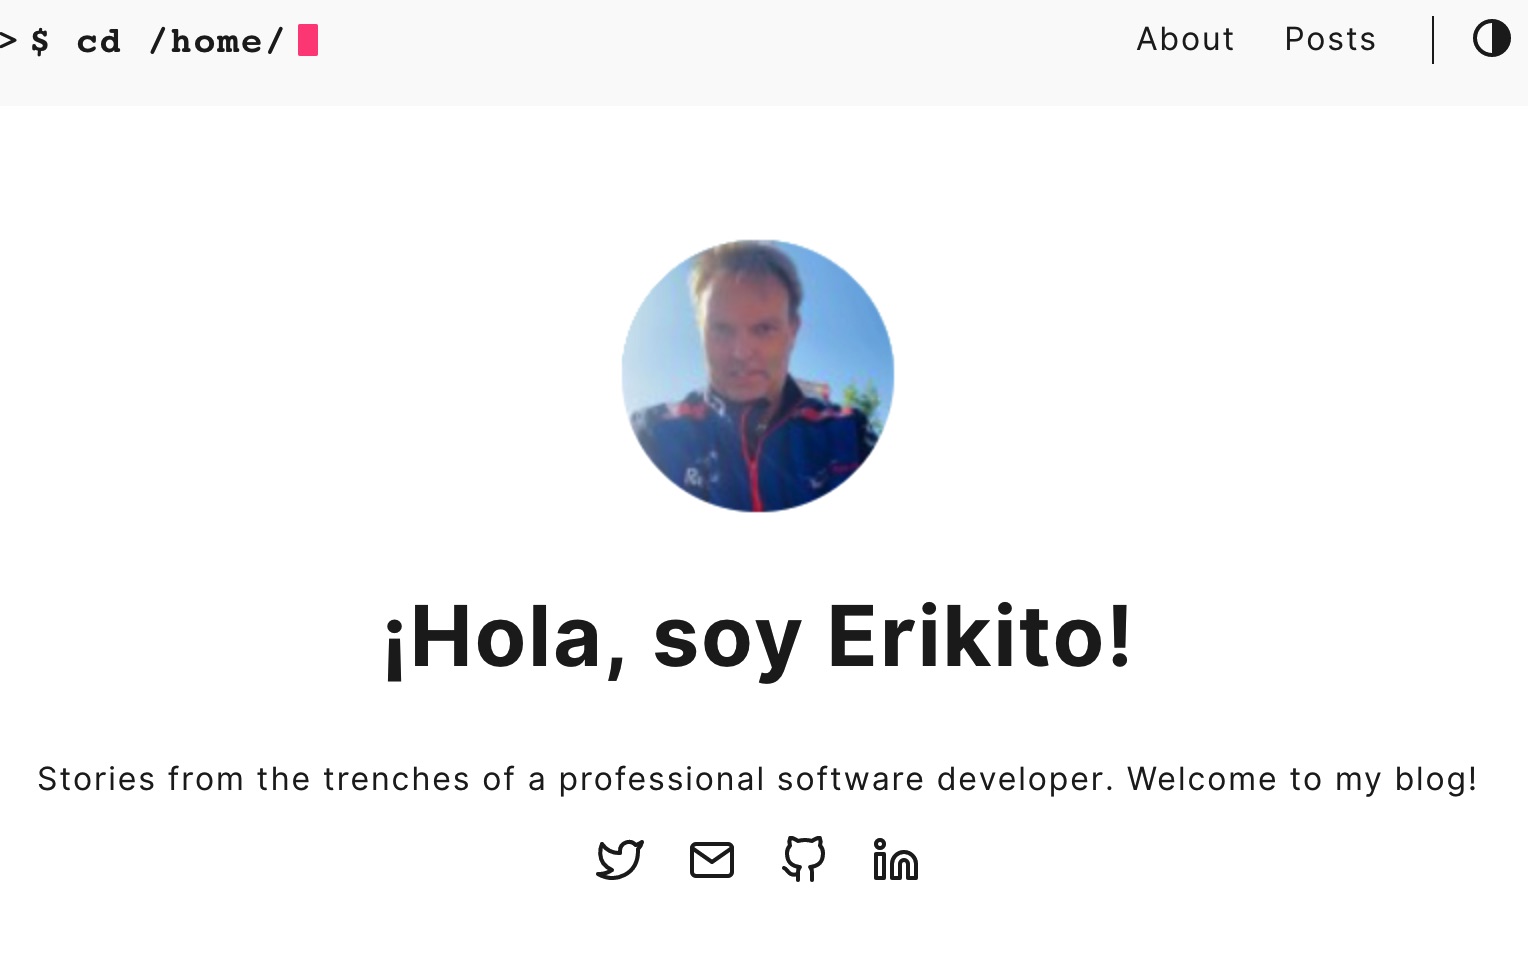 > $ cd /home/
About Posts
¡Hola, soy Erikito!
Stories from the trenches of a professional software developer. Welcome to my blog!